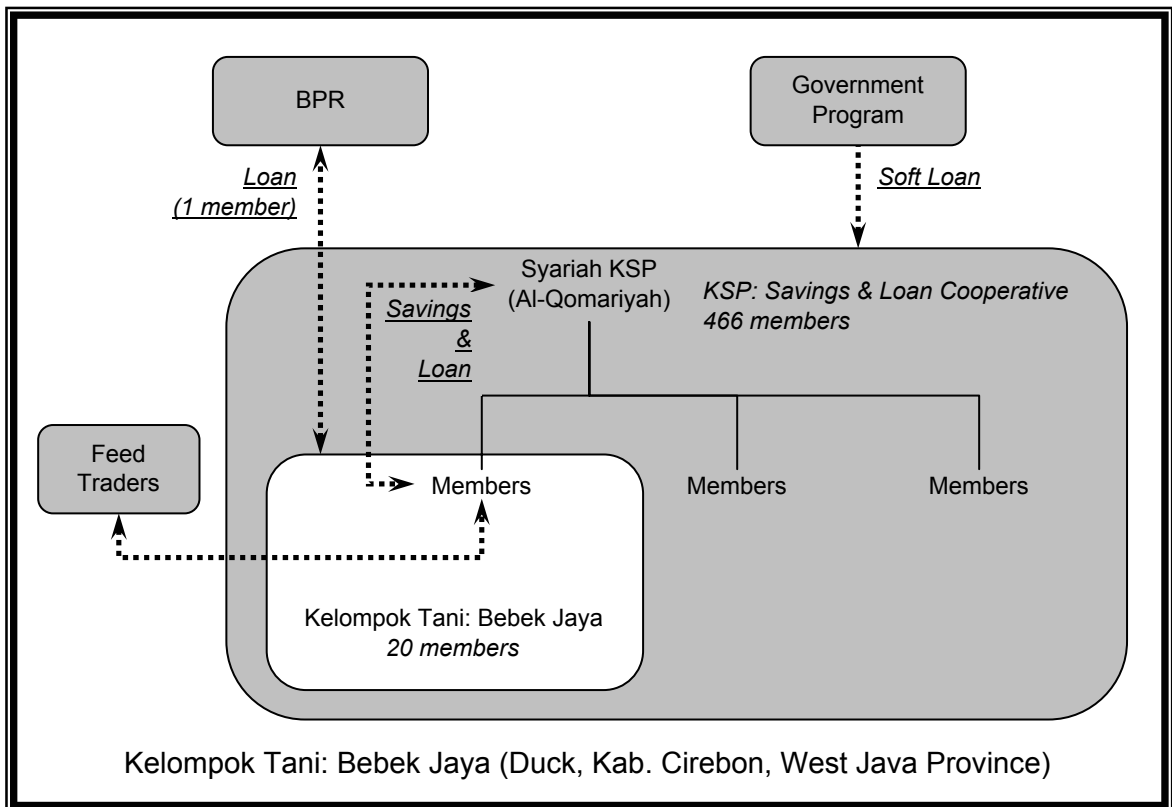 BPR
Government
Program
Loan
(1 member)
Soft Loan
Syariah KSP
(Al-Qomariyah)
KSP: Savings & Loan Cooperative
466 members
Savings
&
Loan
Feed
Traders
Members
Members
Members
Kelompok Tani: Bebek Jaya
20 members
Kelompok Tani: Bebek Jaya (Duck, Kab. Cirebon, West Java Province)